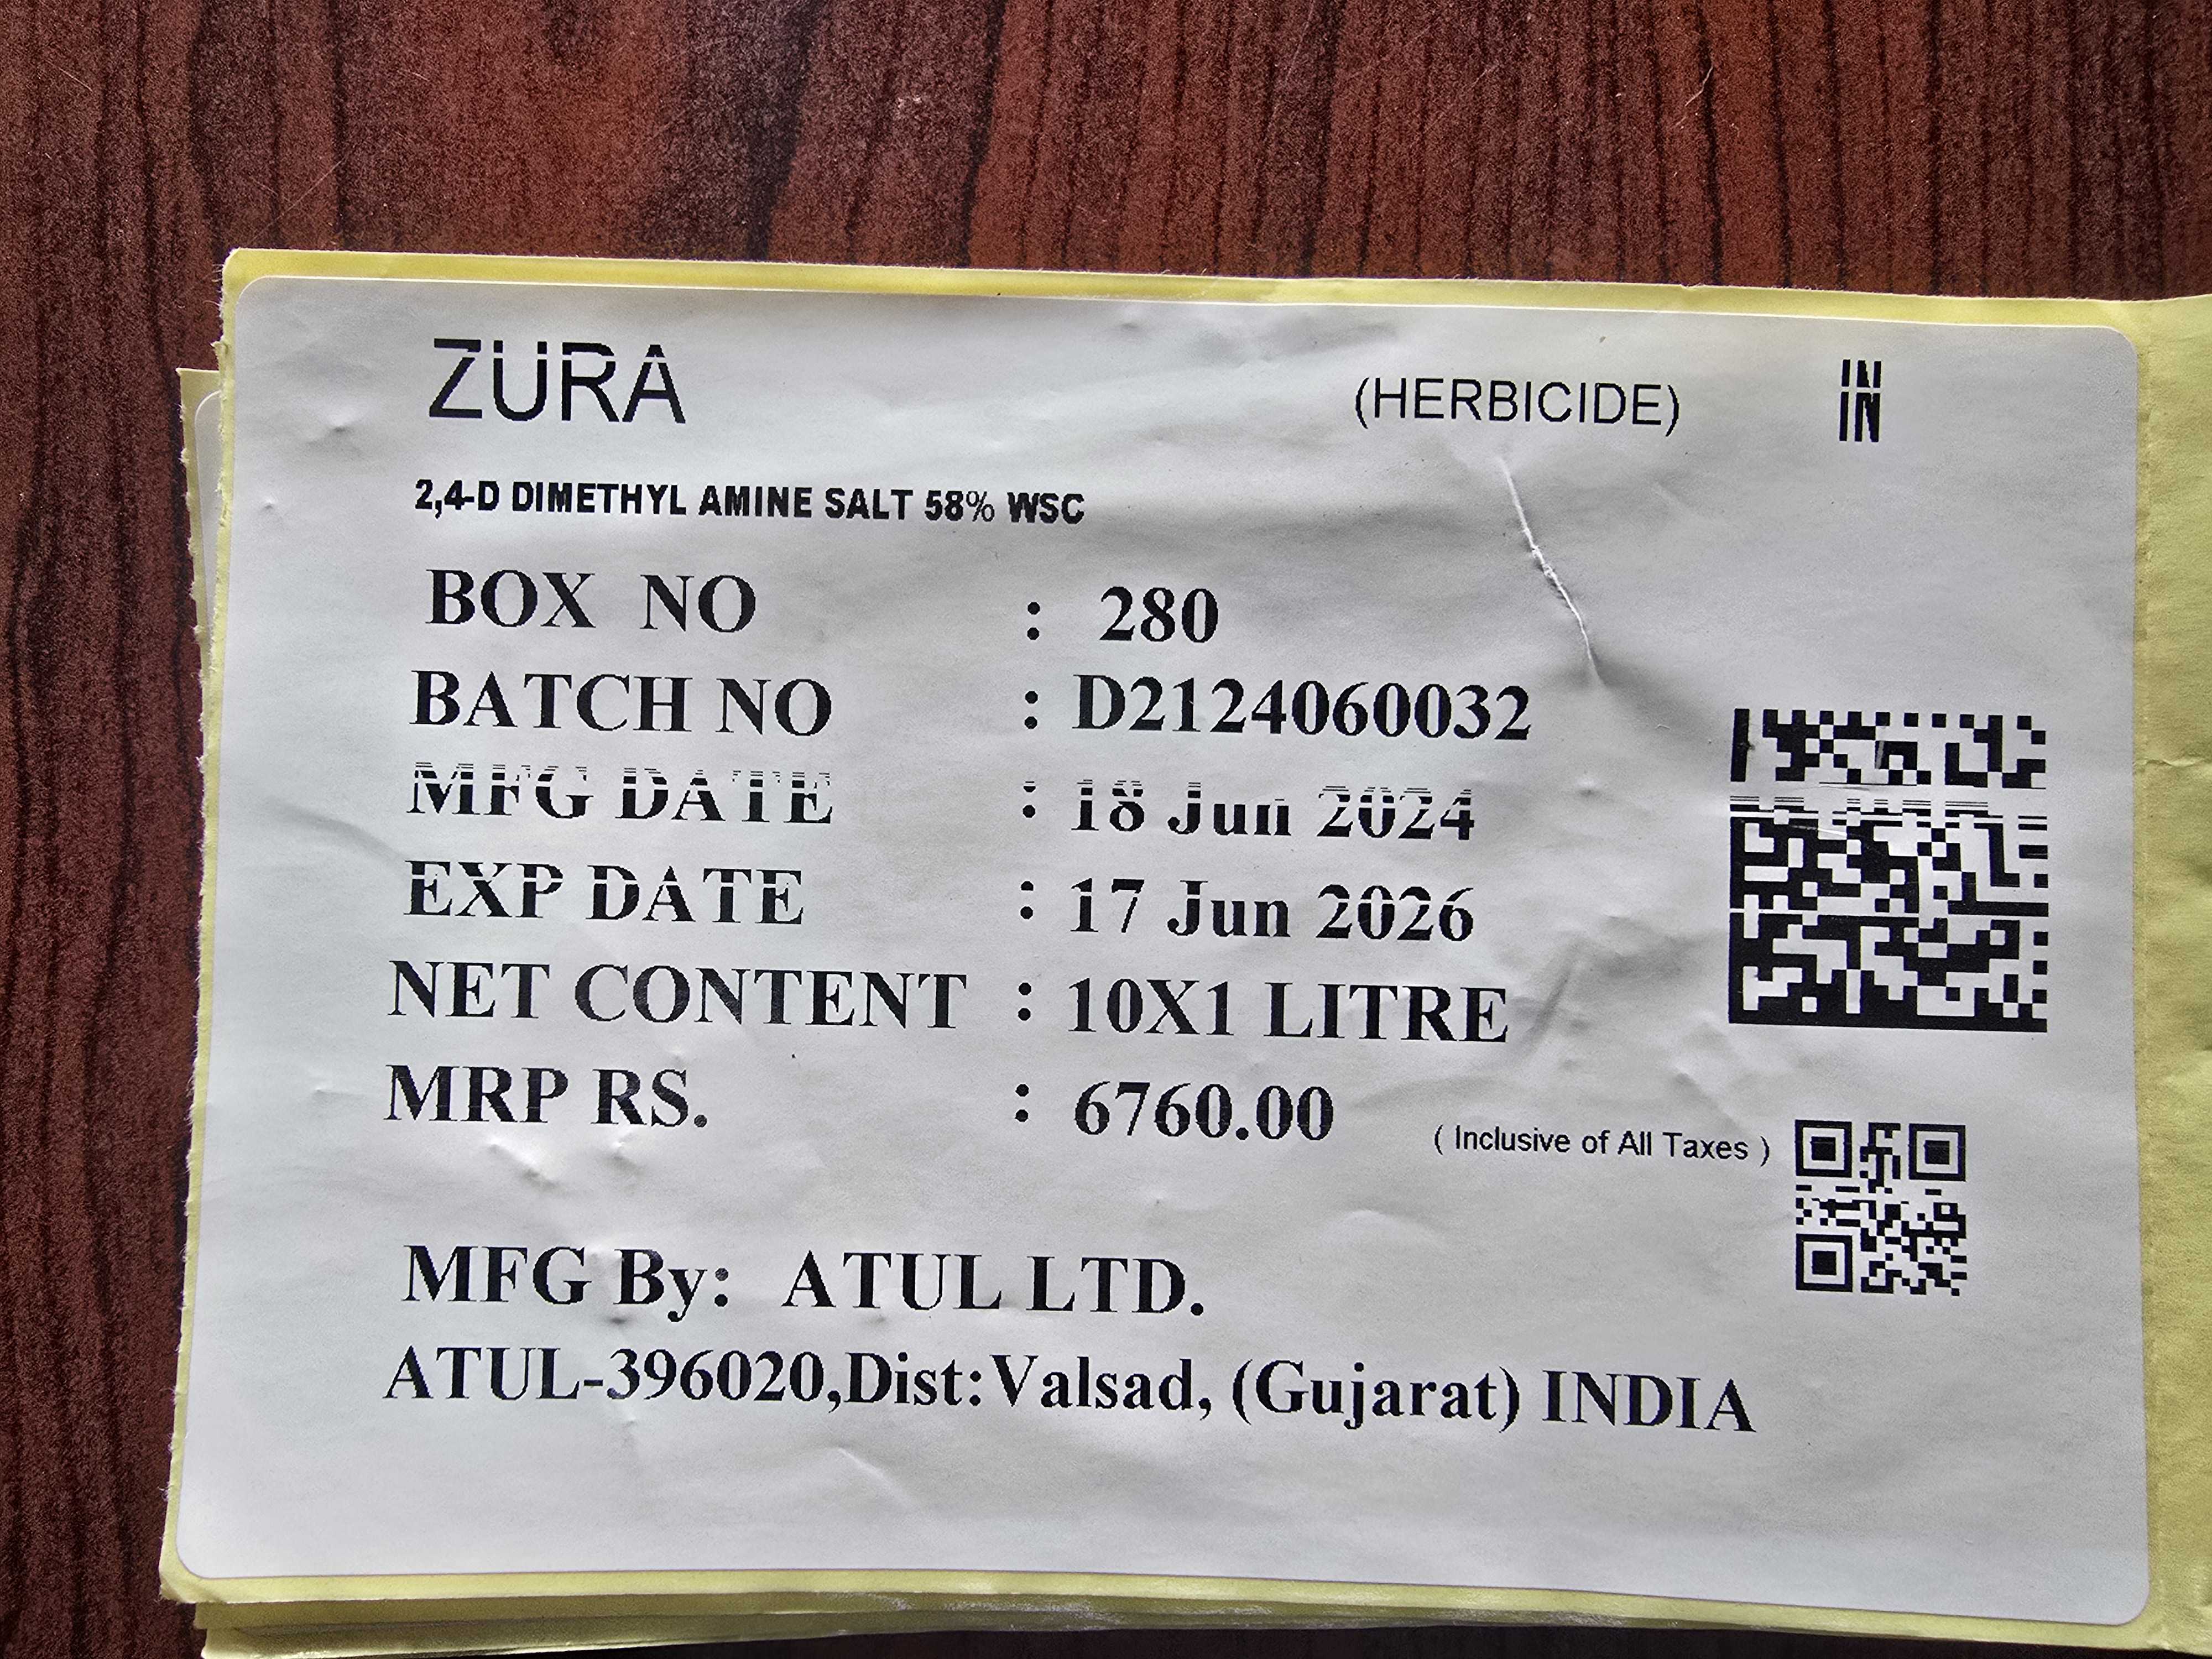 ZURA (HERBICIDE) IN
2,4-D DIMETHYL AMINE SALT 58% WSC
BOX NO : 280
BATCH NO : D2124060032
MFG DATE : 18 Jun 2024
EXP DATE : 17 Jun 2026
NET CONTENT : 10X1 LITRE
MRP RS. : 6760.00 ( Inclusive of All Taxes )
MFG By: ATUL LTD.
ATUL-396020,Dist:Valsad, (Gujarat) INDIA